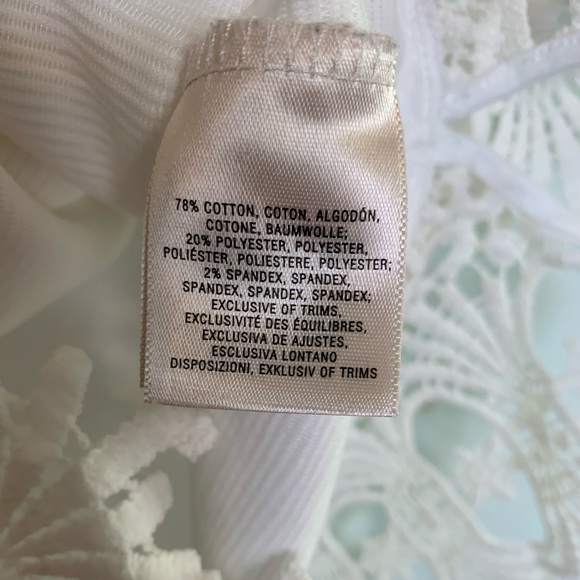 78% COTTON, COTON, ALGODÓN,
COTONE, BAUMWOLLE;
20% POLYESTER, POLYESTER,
POLIÉSTER, POLIESTERE, POLYESTER;
2% SPANDEX, SPANDEX,
SPANDEX, SPANDEX, SPANDEX;
EXCLUSIVE OF TRIMS,
EXCLUSIVITÉ DES ÉQUILIBRES,
EXCLUSIVA DE AJUSTES,
ESCLUSIVA LONTANO
DISPOSIZIONI, EXKLUSIV OF TRIMS